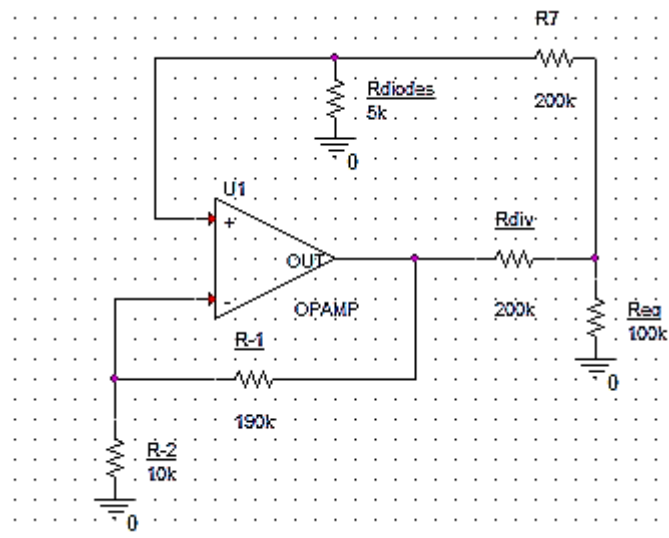 R7
200k
Rdiodes
5k
0
U1
+
OUT
-
OPAMP
Rdiv
200k
Req
100k
0
R-1
190k
R-2
10k
0